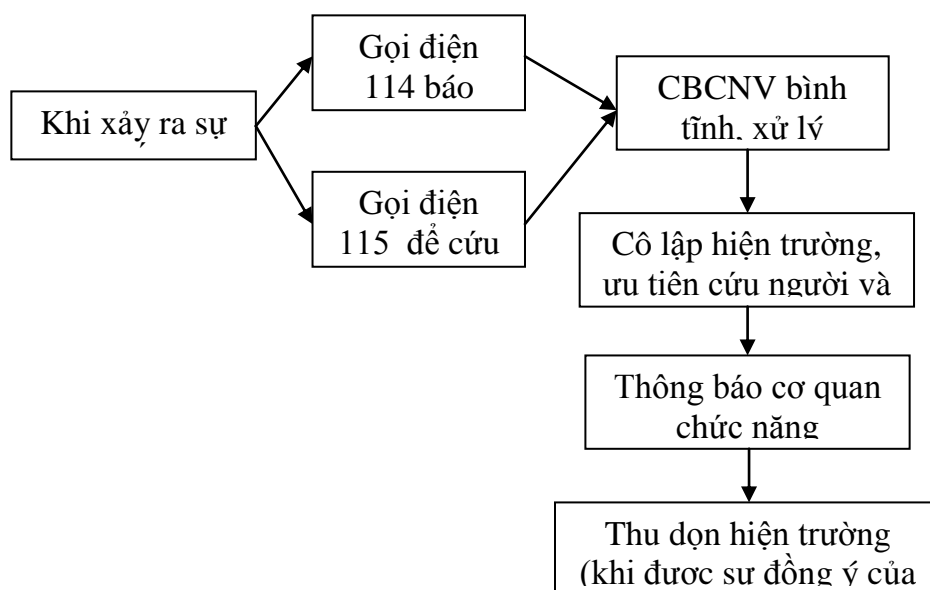 Khi xảy ra sự
Gọi điện
114 báo
Gọi điện
115 để cứu
CBCNV bình
tĩnh, xử lý
Cô lập hiện trường,
ưu tiên cứu người và
Thông báo cơ quan
chức năng
Thu dọn hiện trường
(khi được sự đồng ý của